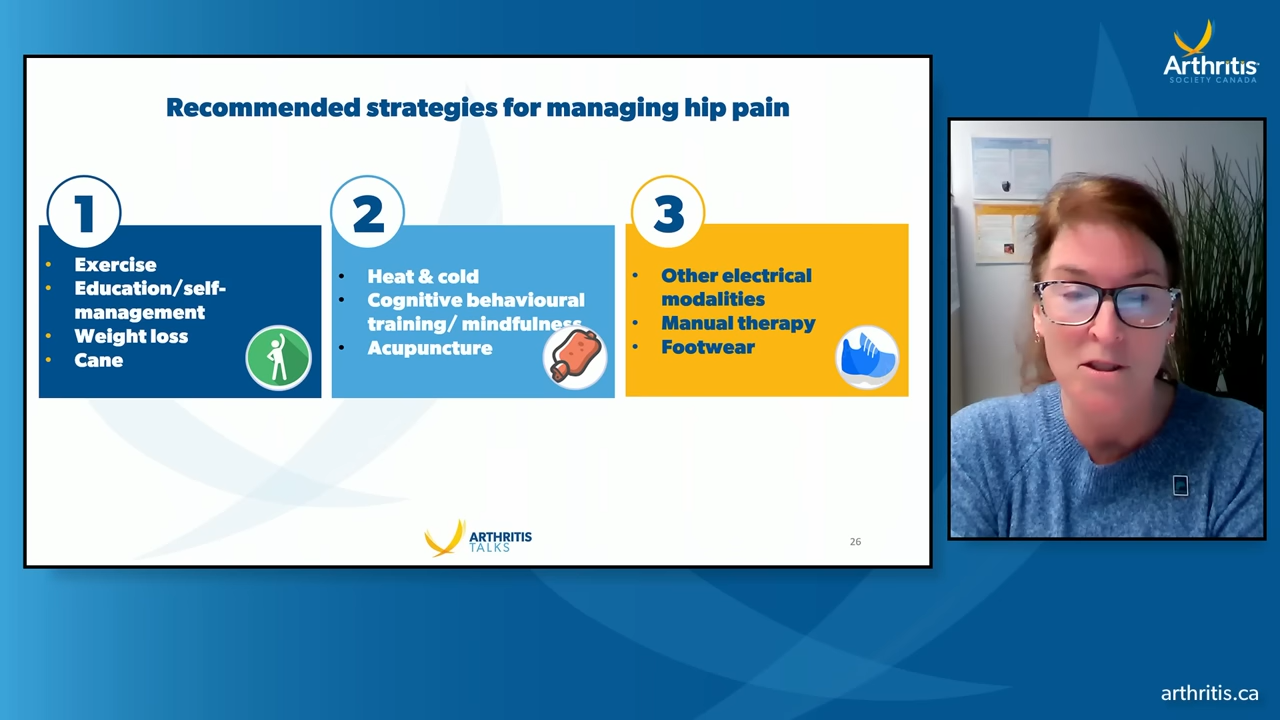 Arthritis
SOCIETY CANADA
Recommended strategies for managing hip pain
1
• Exercise
• Education/self-
management
• Weight loss
• Cane
2
• Heat & cold
• Cognitive behavioural
training/ mindfulness
• Acupuncture
3
• Other electrical
modalities
• Manual therapy
• Footwear
ARTHRITIS
TALKS
26
arthritis.ca